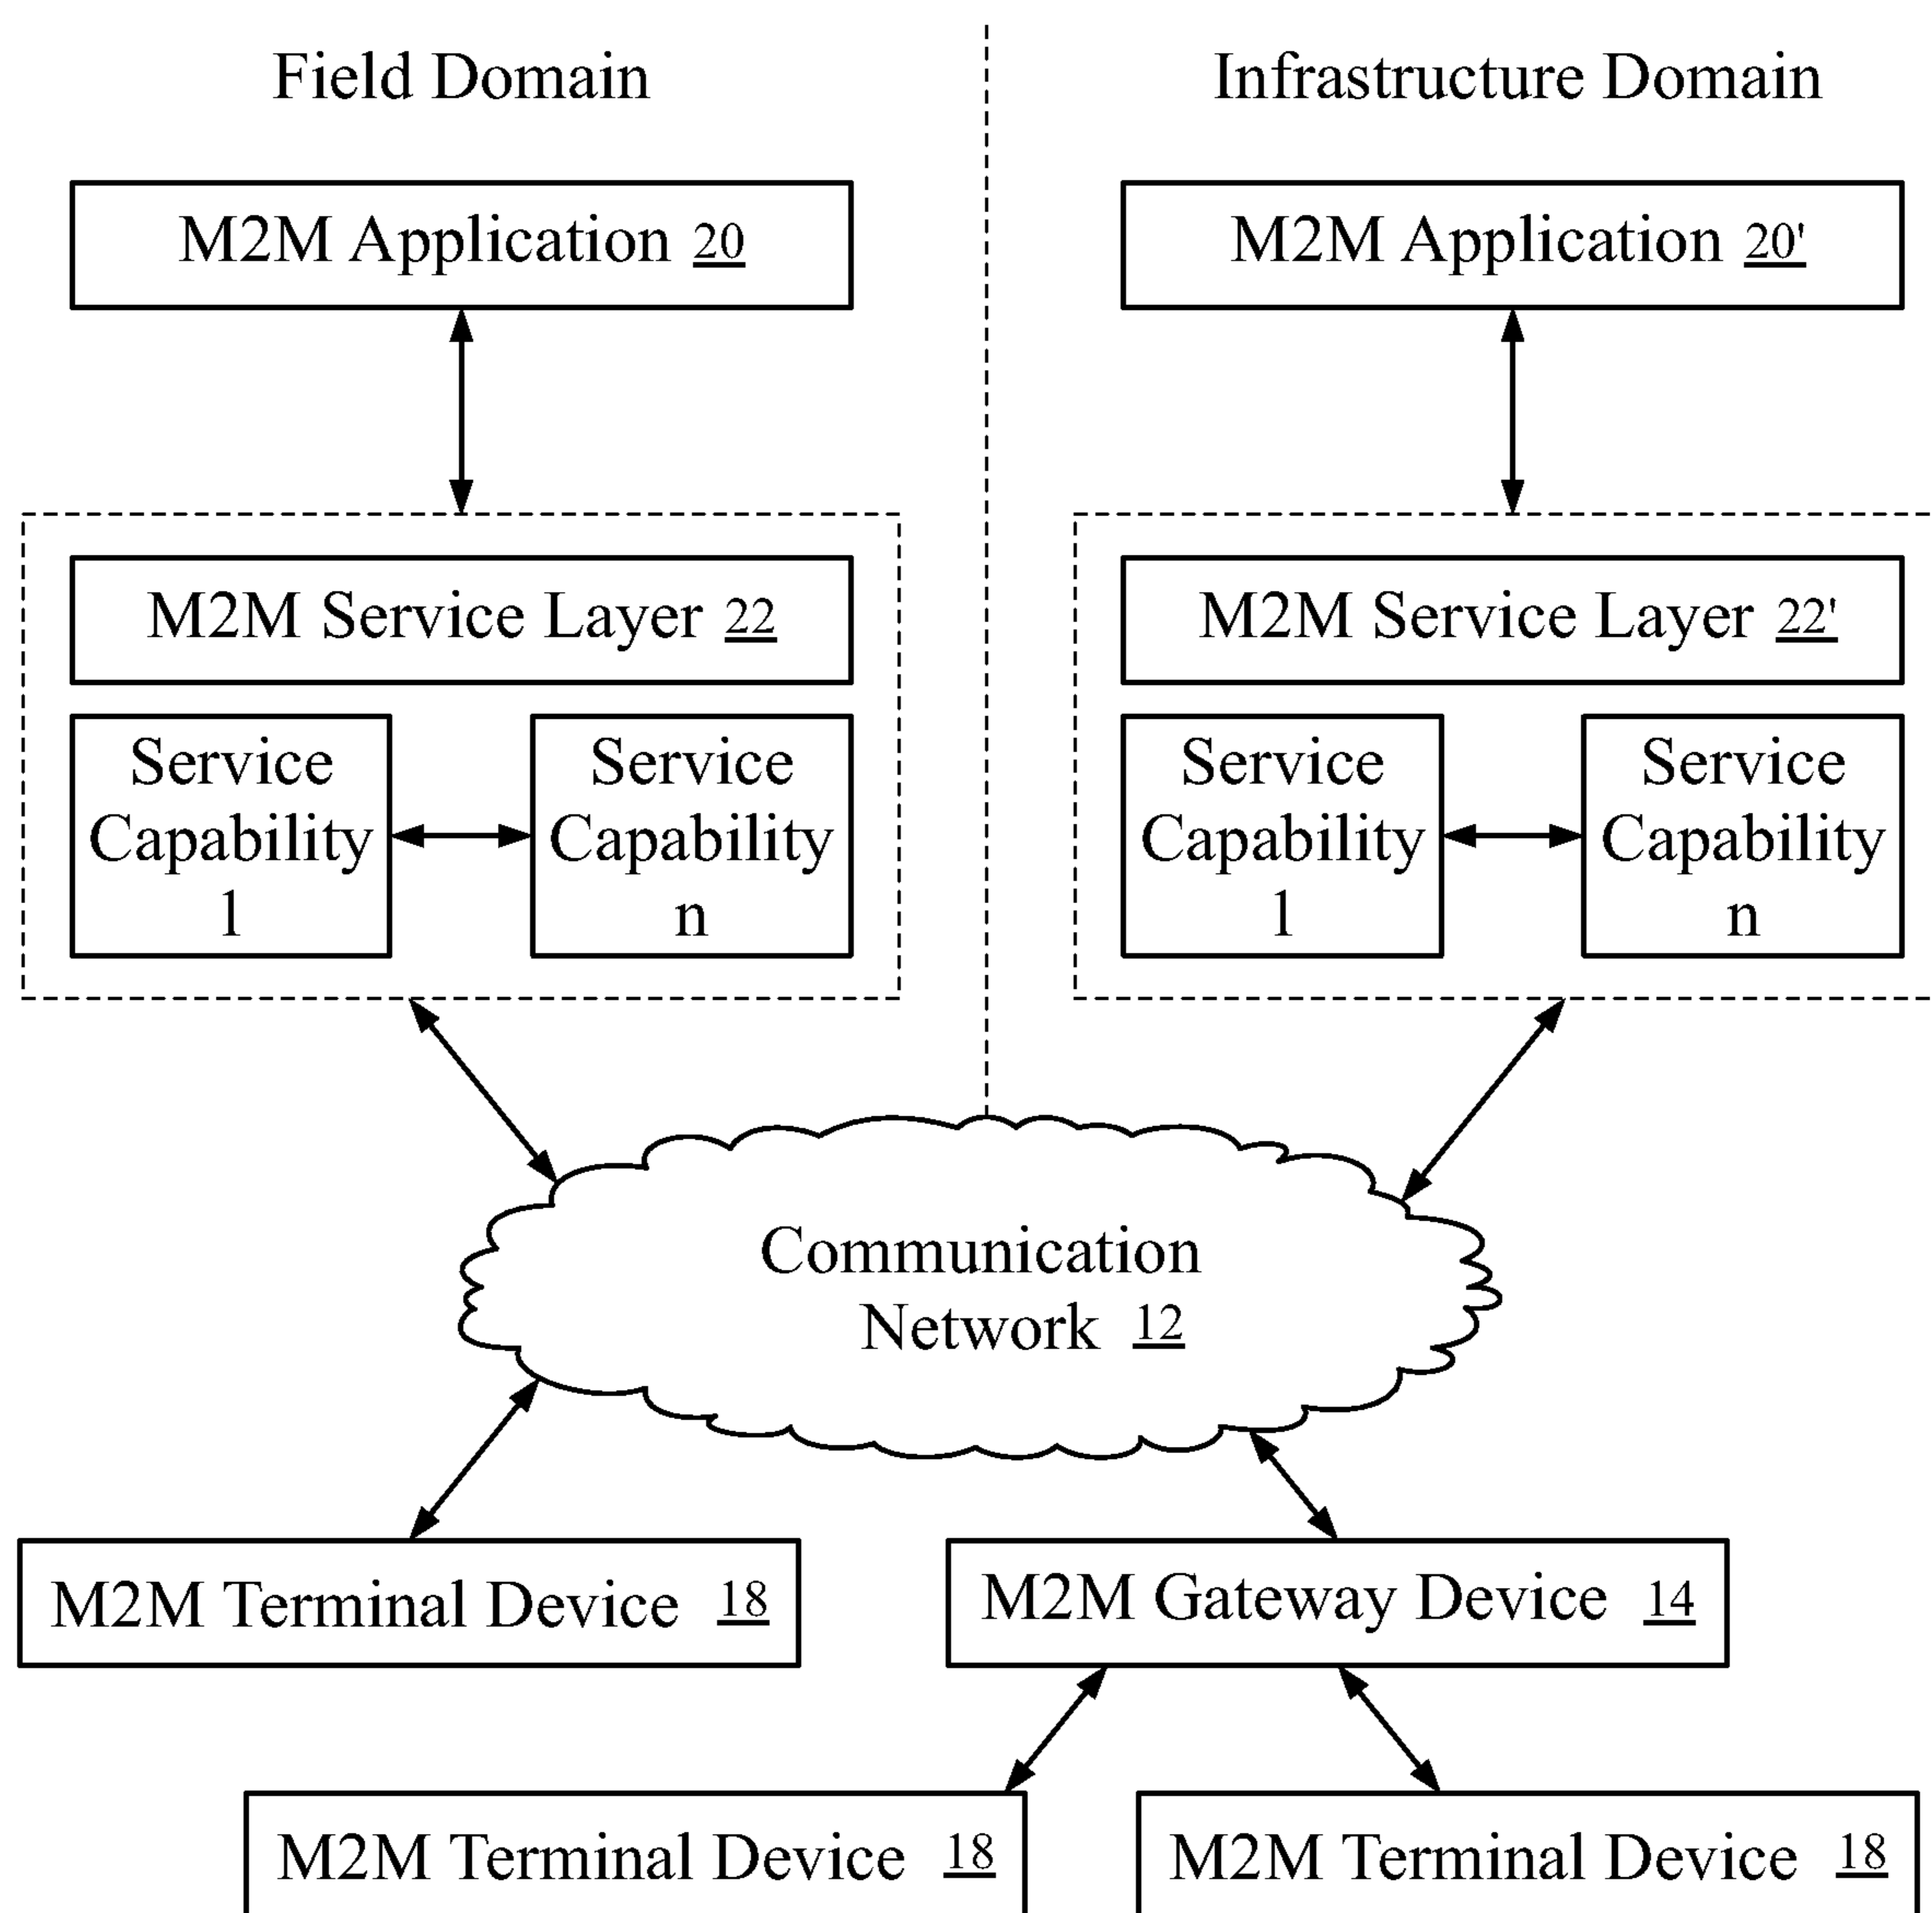 Field Domain
Infrastructure Domain
M2M Application 20
M2M Application 20'
M2M Service Layer 22
M2M Service Layer 22'
Service
Capability
1
Service
Capability
n
Service
Capability
1
Service
Capability
n
Communication
Network 12
M2M Terminal Device 18
M2M Gateway Device 14
M2M Terminal Device 18
M2M Terminal Device 18